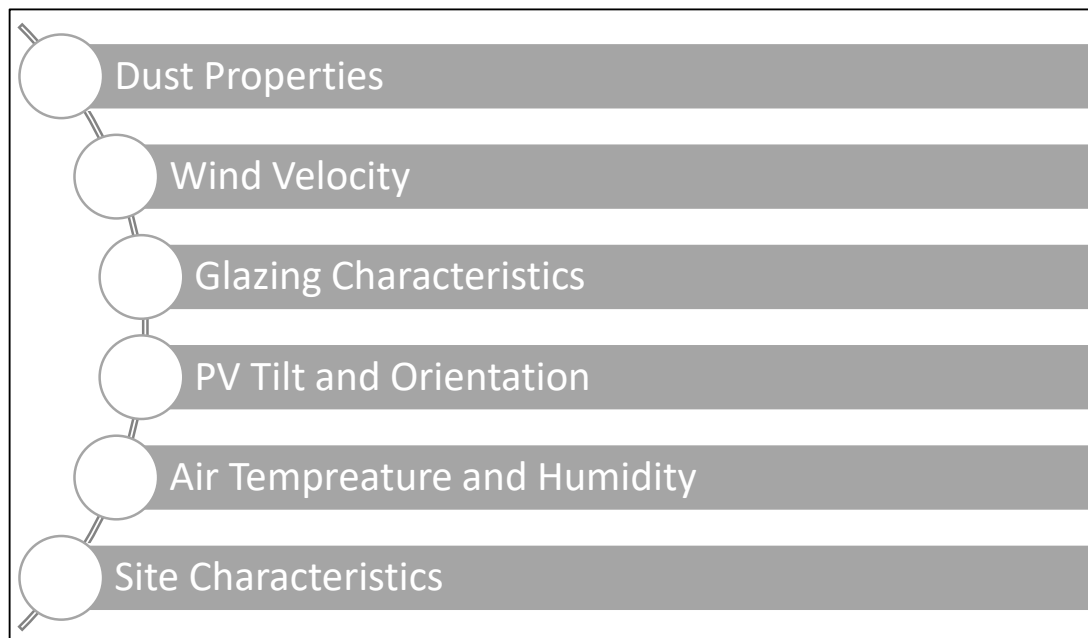 Dust Properties
Wind Velocity
Glazing Characteristics
PV Tilt and Orientation
Air Tempreature and Humidity
Site Characteristics